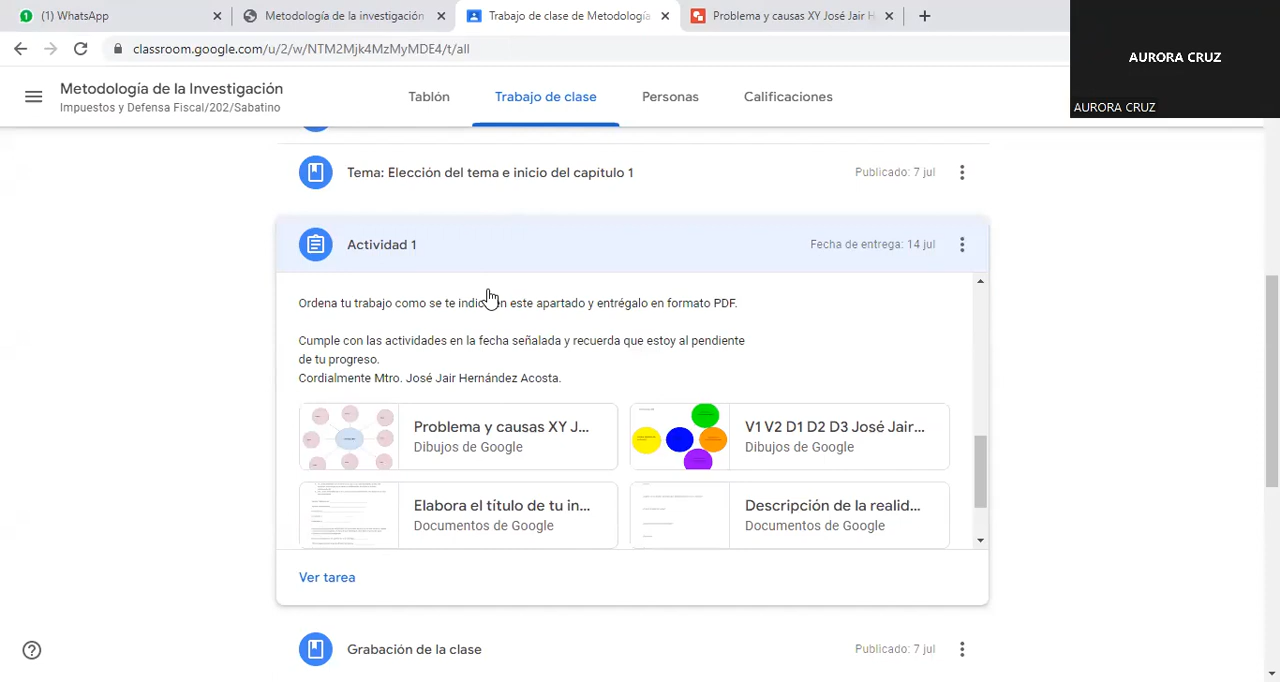 (1) WhatsApp
Metodología de la investigación
Trabajo de clase de Metodología
Problema y causas XY José Jair H
classroom.google.com/u/2/w/NTM2Mjk4MzMyMDE4/t/all
AURORA CRUZ
AURORA CRUZ
Metodología de la Investigación
Impuestos y Defensa Fiscal/202/Sabatino
Tablón
Trabajo de clase
Personas
Calificaciones
Tema: Elección del tema e inicio del capítulo 1
Publicado: 7 jul
Actividad 1
Fecha de entrega: 14 jul
Ordena tu trabajo como se te indica en este apartado y entrégalo en formato PDF.
Cumple con las actividades en la fecha señalada y recuerda que estoy al pendiente
de tu progreso.
Cordialmente Mtro. José Jair Hernández Acosta.
Problema y causas XY J...
Dibujos de Google
V1 V2 D1 D2 D3 José Jair...
Dibujos de Google
Elabora el titulo de tu in...
Documentos de Google
Descripción de la realid...
Documentos de Google
Ver tarea
Grabación de la clase
Publicado: 7 jul